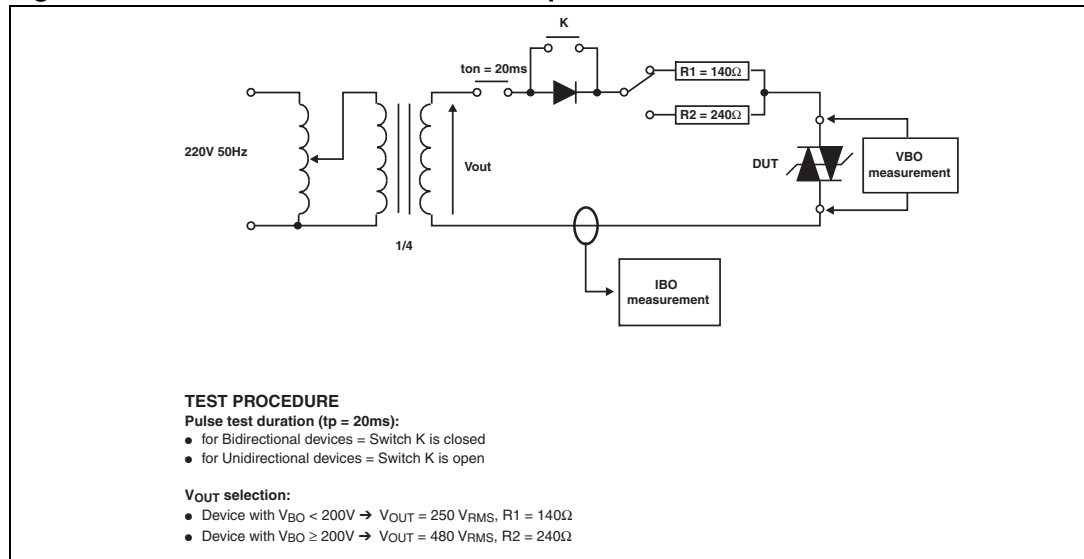 K
ton = 20ms
R1 = 140Ω
R2 = 240Ω
220V 50Hz
Vout
DUT
VBO
measurement
1/4
IBO
measurement
TEST PROCEDURE
Pulse test duration (tp = 20ms):
● for Bidirectional devices = Switch K is closed
● for Unidirectional devices = Switch K is open
VOUT selection:
● Device with VBO < 200V ➔ VOUT = 250 VRMS, R1 = 140Ω
● Device with VBO ≥ 200V ➔ VOUT = 480 VRMS, R2 = 240Ω